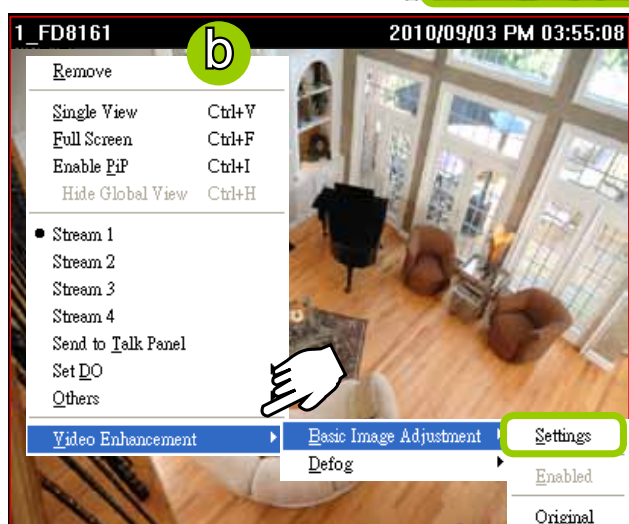 1_FD8161
2010/09/03 PM 03:55:08
b
Remove
Single View Ctrl+V
Full Screen Ctrl+F
Enable PiP Ctrl+I
Hide Global View Ctrl+H
Stream 1
Stream 2
Stream 3
Stream 4
Send to Talk Panel
Set DO
Others
Video Enhancement
Basic Image Adjustment
Defog
Settings
Enabled
Original